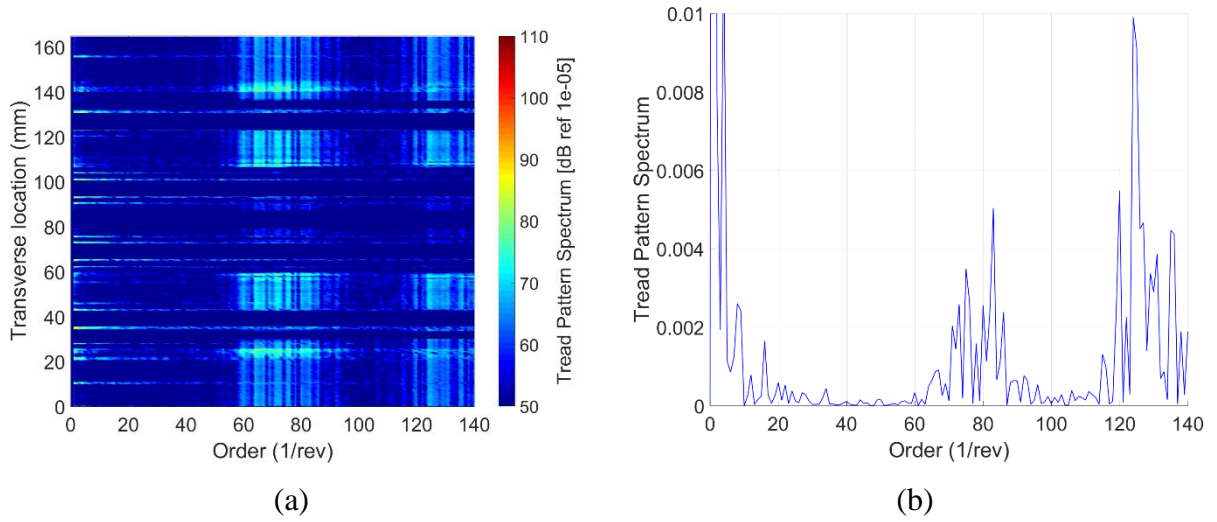 160
140
120
100
80
60
40
20
0
Transverse location (mm)
0 20 40 60 80 100 120 140
Order (1/rev)
110
100
90
80
70
60
50
Tread Pattern Spectrum [dB ref 1e-05]
(a)
0.01
0.008
0.006
0.004
0.002
0
Tread Pattern Spectrum
0 20 40 60 80 100 120 140
Order (1/rev)
(b)